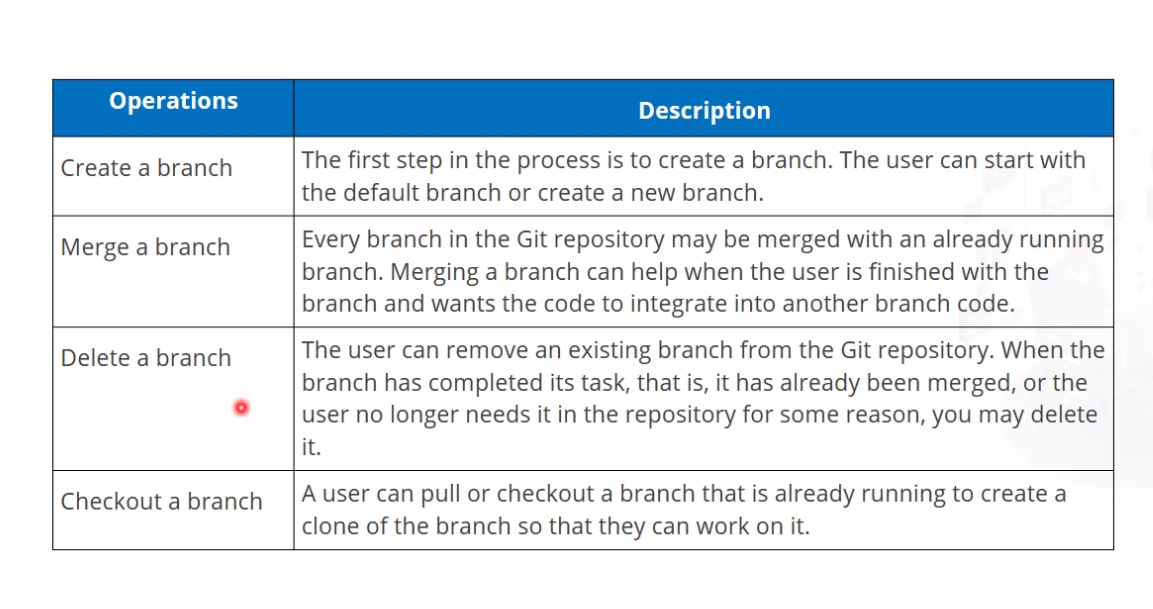 Operations
Description
Create a branch
The first step in the process is to create a branch. The user can start with
the default branch or create a new branch.
Merge a branch
Every branch in the Git repository may be merged with an already running
branch. Merging a branch can help when the user is finished with the
branch and wants the code to integrate into another branch code.
Delete a branch
The user can remove an existing branch from the Git repository. When the
branch has completed its task, that is, it has already been merged, or the
user no longer needs it in the repository for some reason, you may delete
it.
Checkout a branch
A user can pull or checkout a branch that is already running to create a
clone of the branch so that they can work on it.